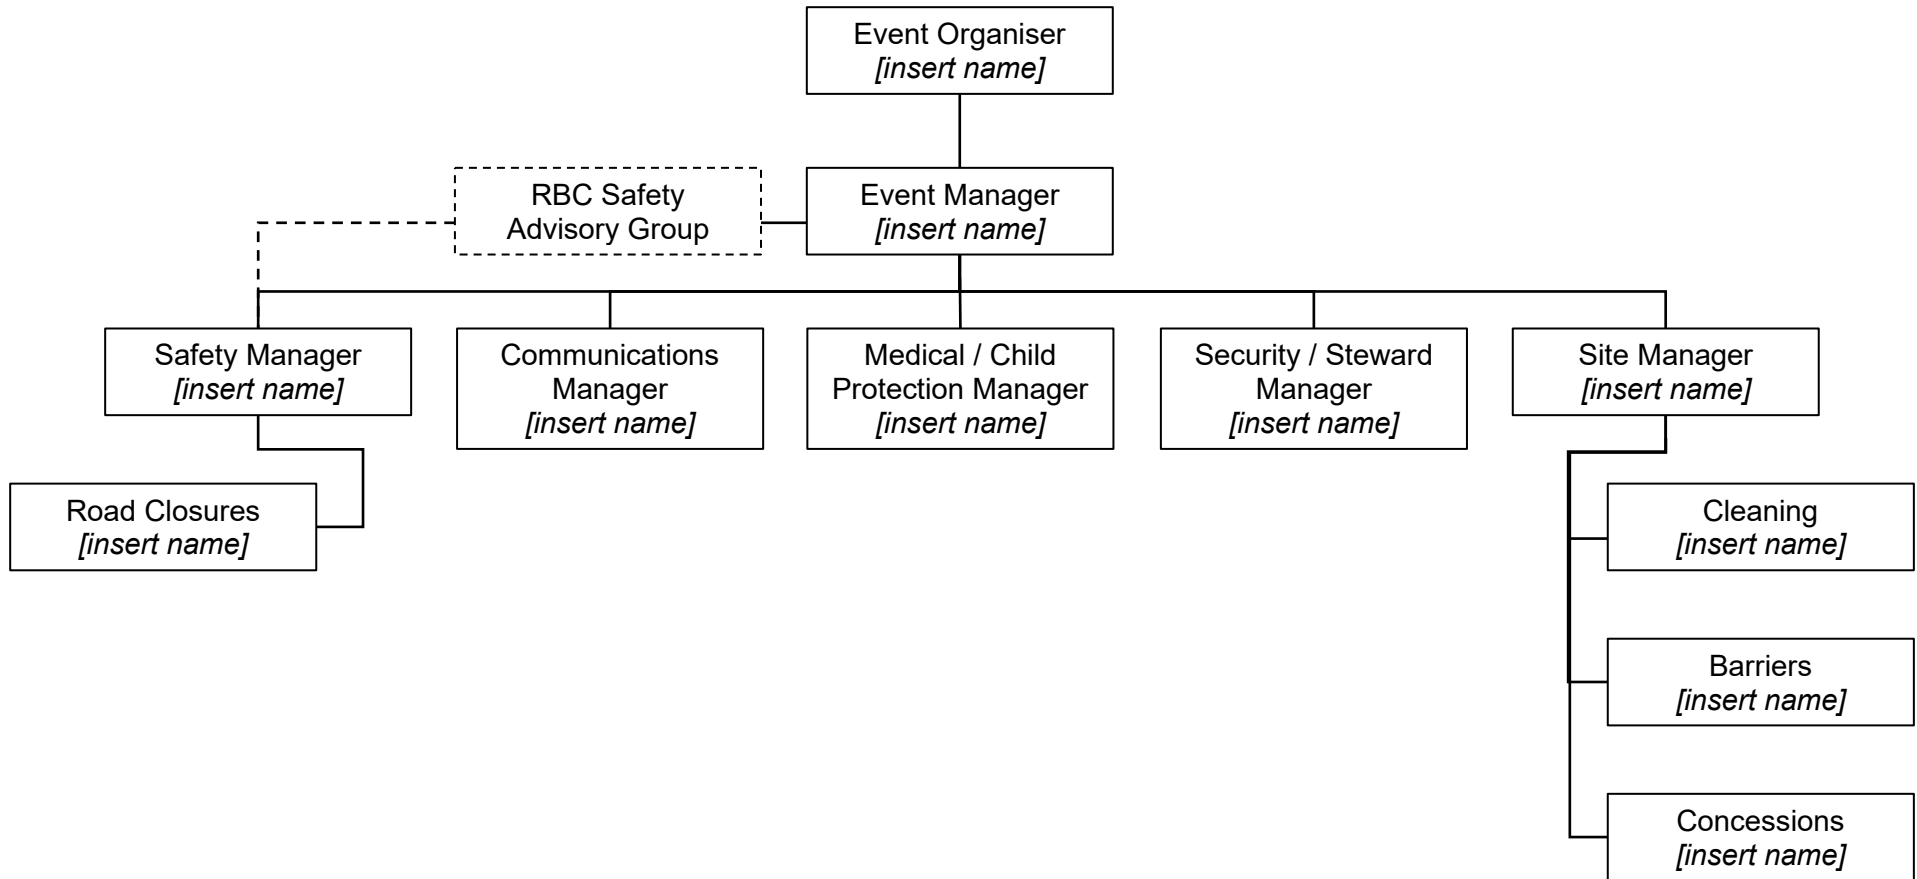 Event Organiser
[insert name]
RBC Safety
Advisory Group
Event Manager
[insert name]
Safety Manager
[insert name]
Communications
Manager
[insert name]
Medical / Child
Protection Manager
[insert name]
Security / Steward
Manager
[insert name]
Site Manager
[insert name]
Road Closures
[insert name]
Cleaning
[insert name]
Barriers
[insert name]
Concessions
[insert name]